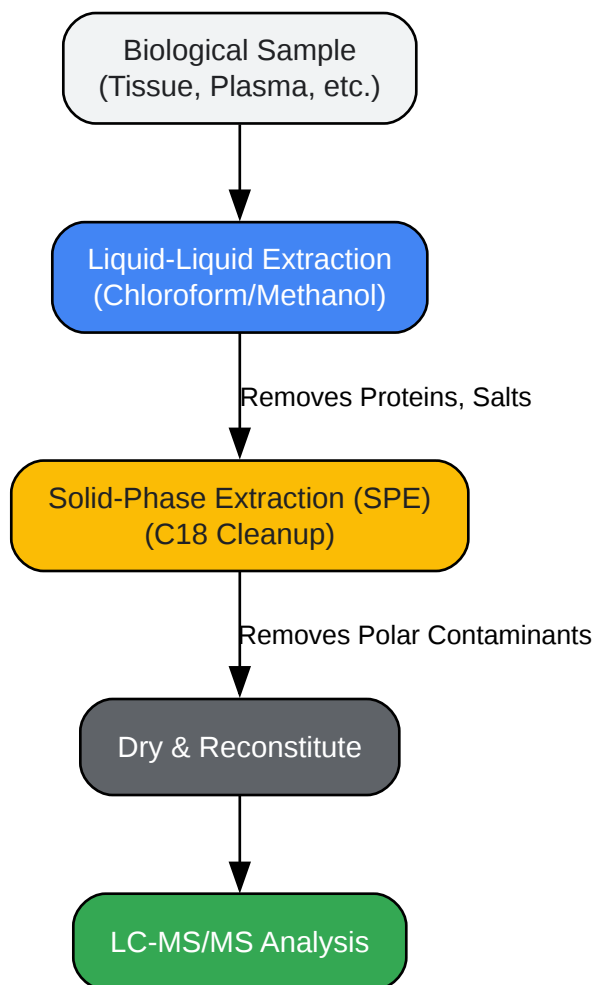 Biological Sample
(Tissue, Plasma, etc.)
Liquid-Liquid Extraction
(Chloroform/Methanol)
Removes Proteins, Salts
Solid-Phase Extraction (SPE)
(C18 Cleanup)
Removes Polar Contaminants
Dry & Reconstitute
LC-MS/MS Analysis